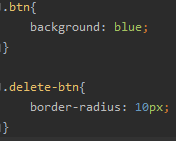 .btn{
background: blue;
}
.delete-btn{
border-radius: 10px;
}